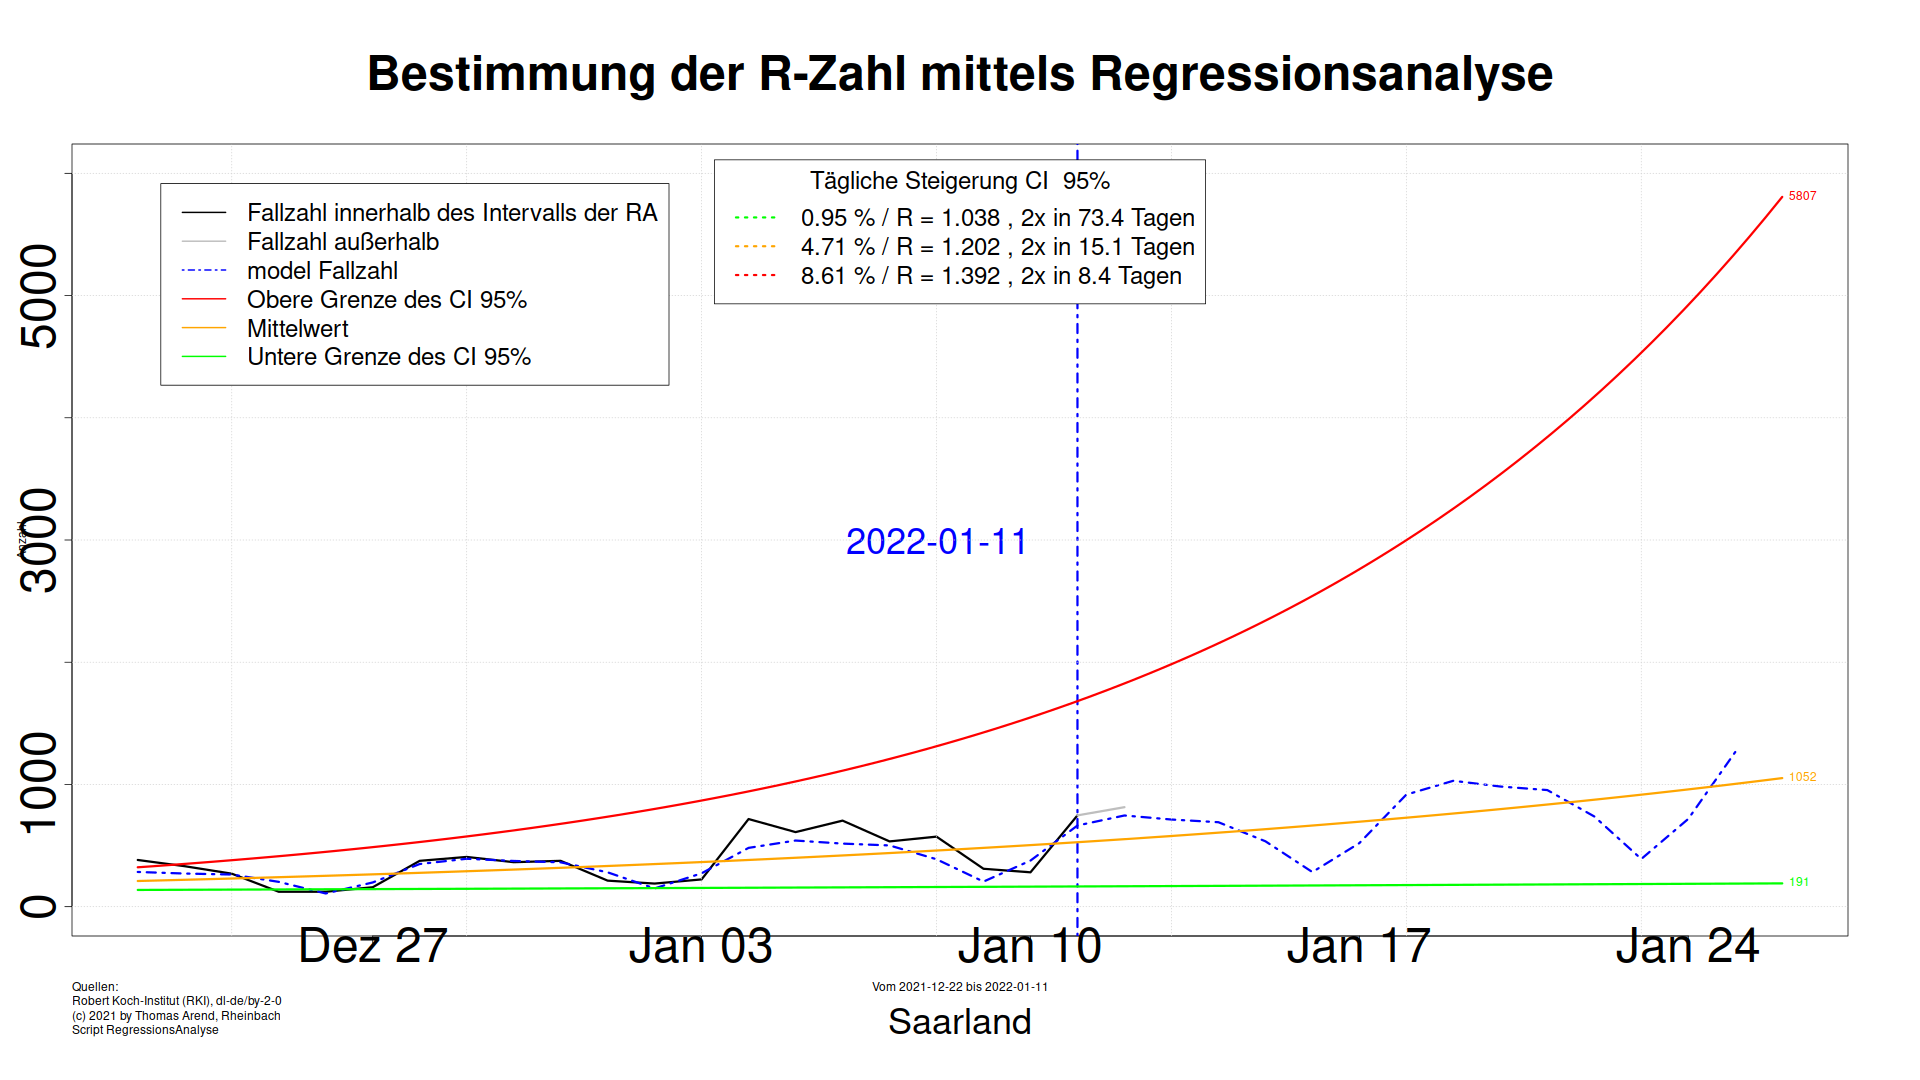 Bestimmung der R-Zahl mittels Regressionsanalyse
Fallzahl innerhalb des Intervalls der RA
Fallzahl außerhalb
model Fallzahl
Obere Grenze des CI 95%
Mittelwert
Untere Grenze des CI 95%
Tägliche Steigerung CI 95%
0.95 % / R = 1.038 , 2x in 73.4 Tagen
4.71 % / R = 1.202 , 2x in 15.1 Tagen
8.61 % / R = 1.392 , 2x in 8.4 Tagen
5807
5000
3000
1000
0
Anzahl
2022-01-11
1052
191
Dez 27
Jan 03
Jan 10
Jan 17
Jan 24
Quellen:
Robert Koch-Institut (RKI), dl-de/by-2-0
(c) 2021 by Thomas Arend, Rheinbach
Script RegressionsAnalyse
Vom 2021-12-22 bis 2022-01-11
Saarland